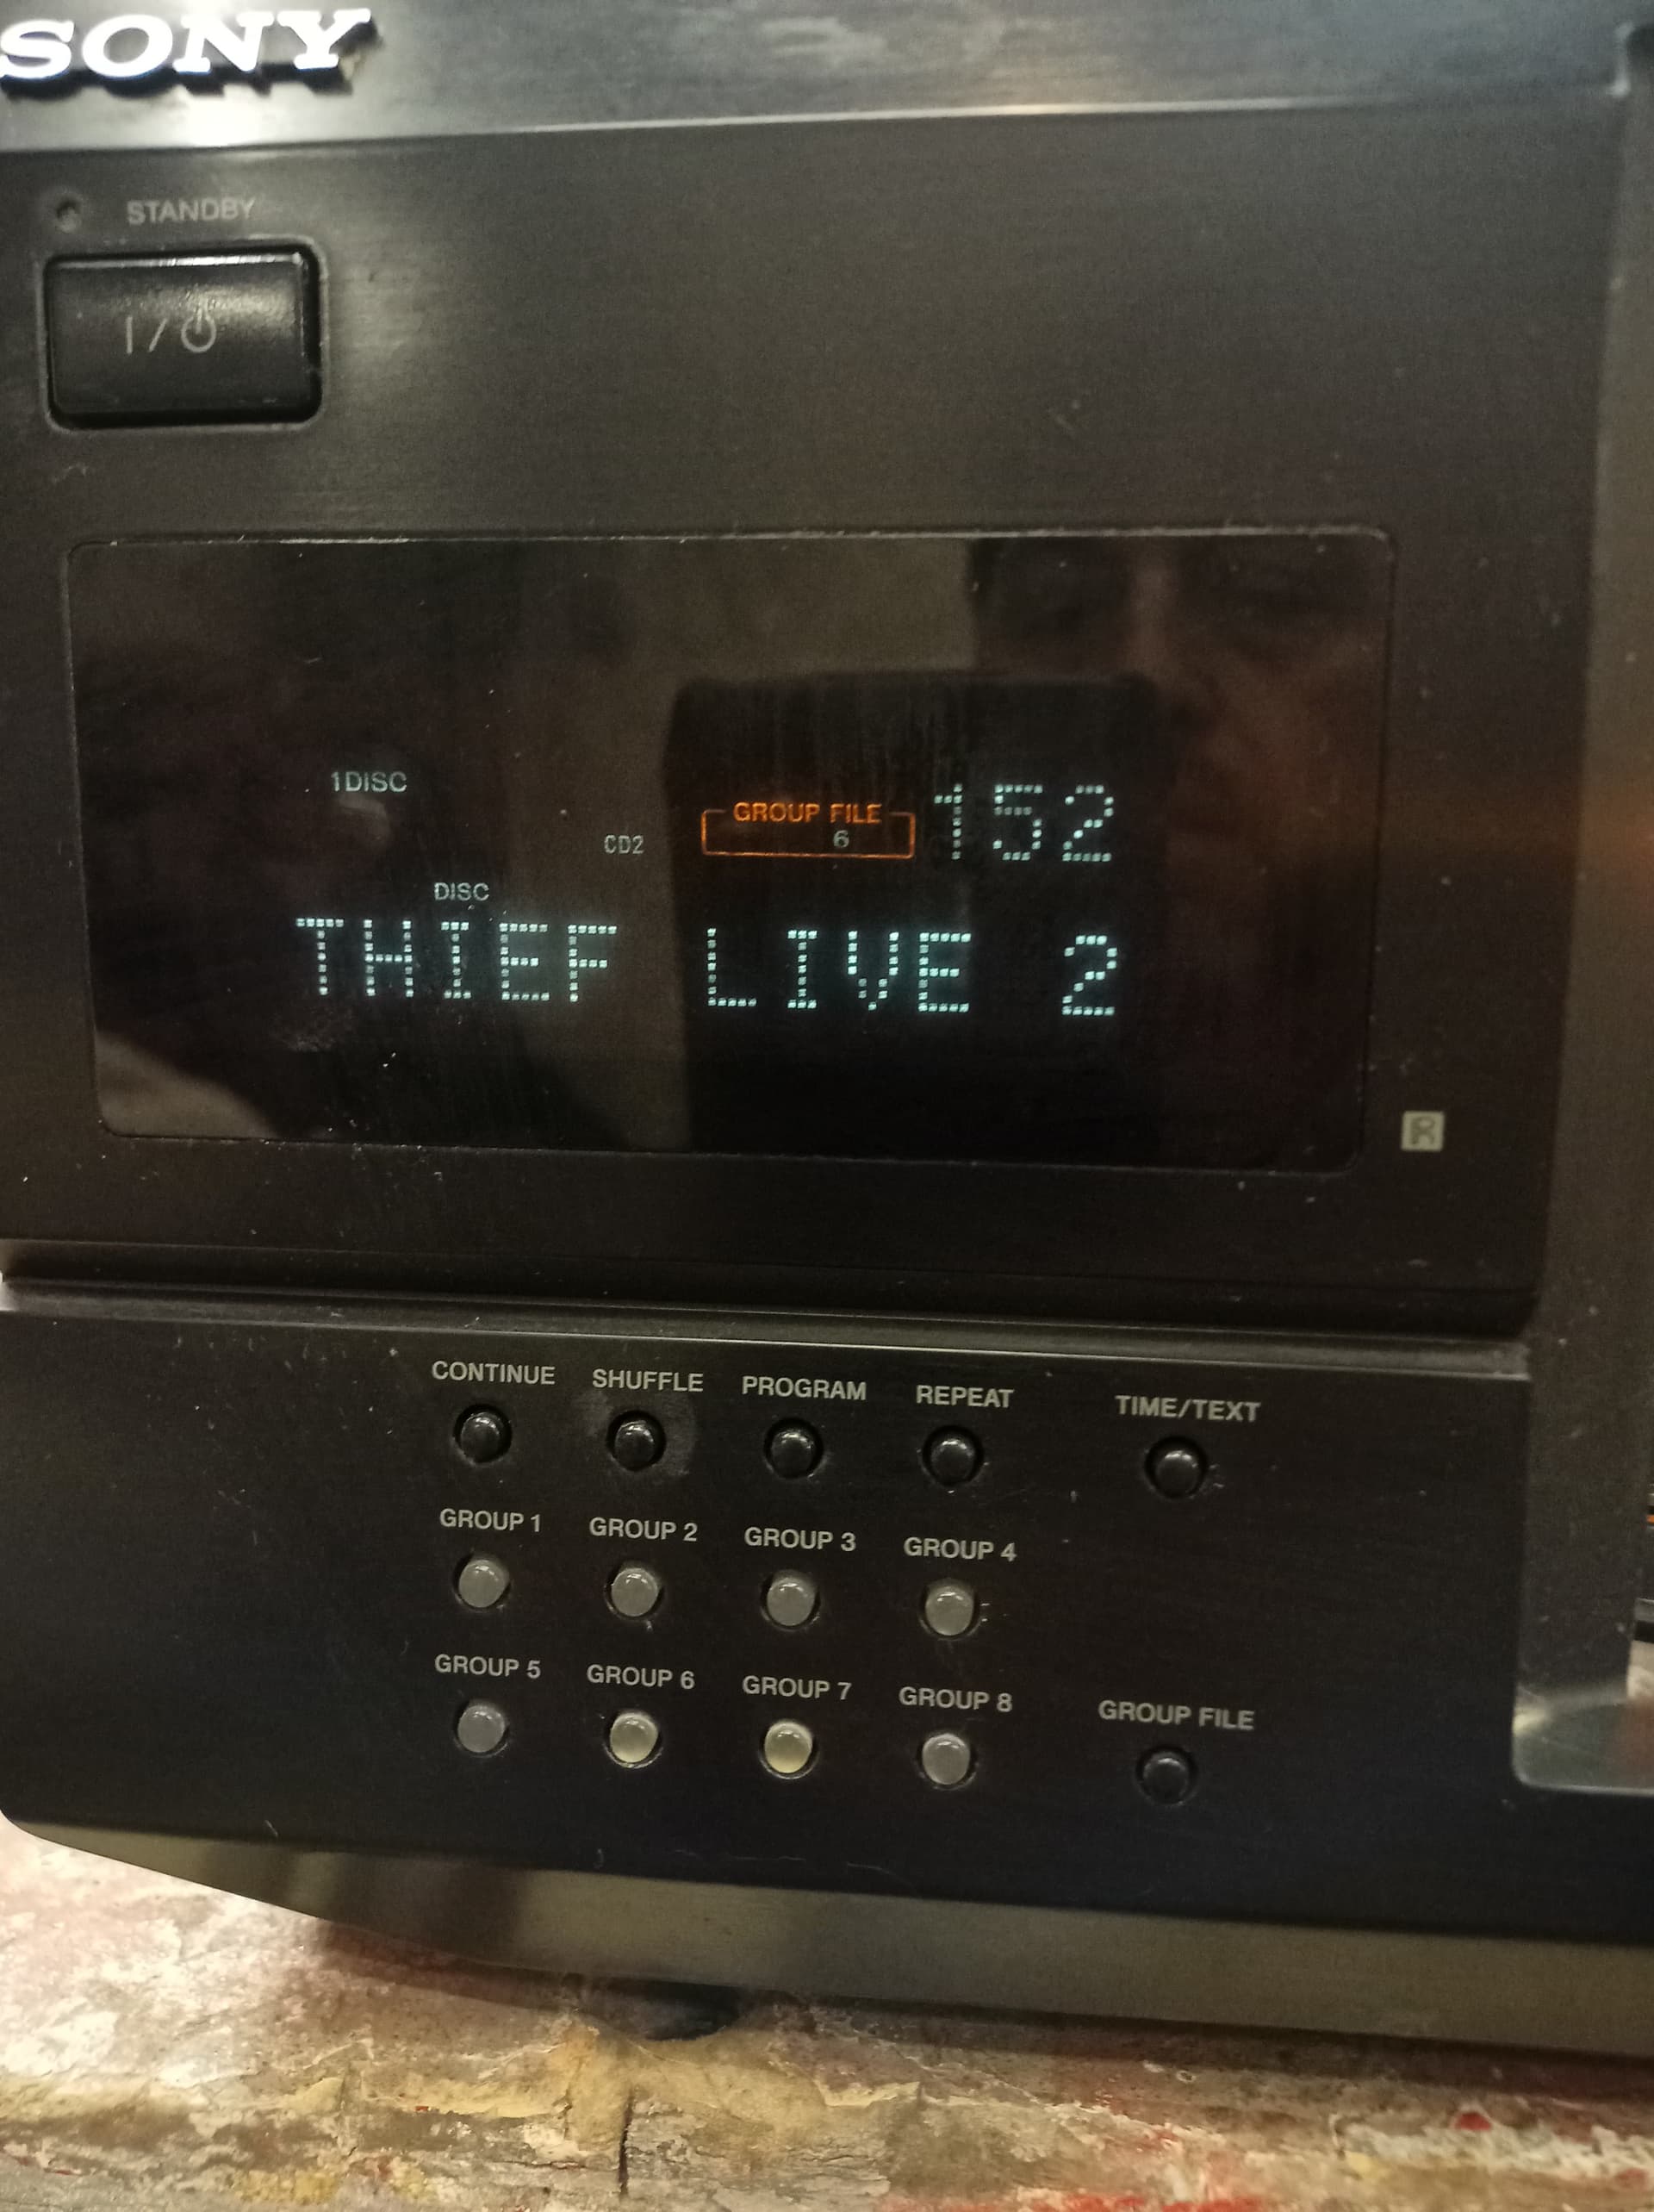 SONY
STANDBY
I/⏻
1DISC
GROUP FILE
6
152
CD2
DISC
THIEF LIVE 2
R
CONTINUE SHUFFLE PROGRAM REPEAT TIME/TEXT
GROUP 1 GROUP 2 GROUP 3 GROUP 4
GROUP 5 GROUP 6 GROUP 7 GROUP 8 GROUP FILE